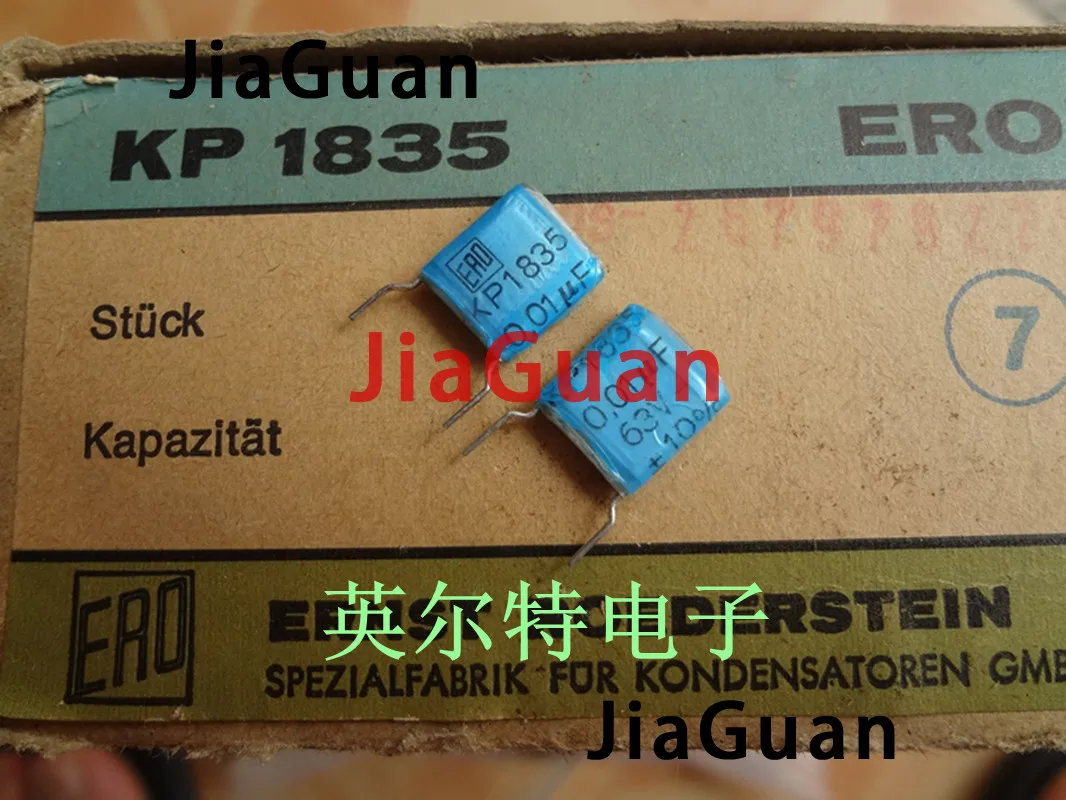 JiaGuan
KP 1835
ERO
ERO
KP1835
0,01µF
Stück
7
JiaGuan
63V
10%
Kapazität
英尔特电子
ERO
SPEZIALFABRIK FÜR KONDENSATOREN GMB
JiaGuan